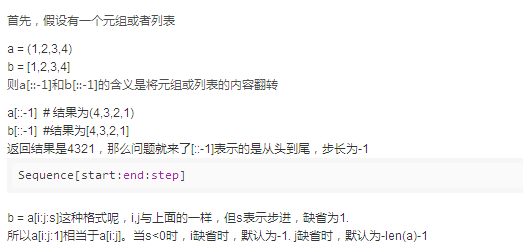 首先，假设有一个元组或者列表
a = (1,2,3,4)
b = [1,2,3,4]
则a[::-1]和b[::-1]的含义是将元组或列表的内容翻转
a[::-1]  # 结果为(4,3,2,1)
b[::-1]  #结果为[4,3,2,1]
返回结果是4321，那么问题就来了[::-1]表示的是从头到尾，步长为-1
Sequence[start:end:step]
b = a[i:j:s]这种格式呢，i,j与上面的一样，但s表示步进，缺省为1.
所以a[i:j:1]相当于a[i:j]。当s<0时，i缺省时，默认为-1. j缺省时，默认为-len(a)-1